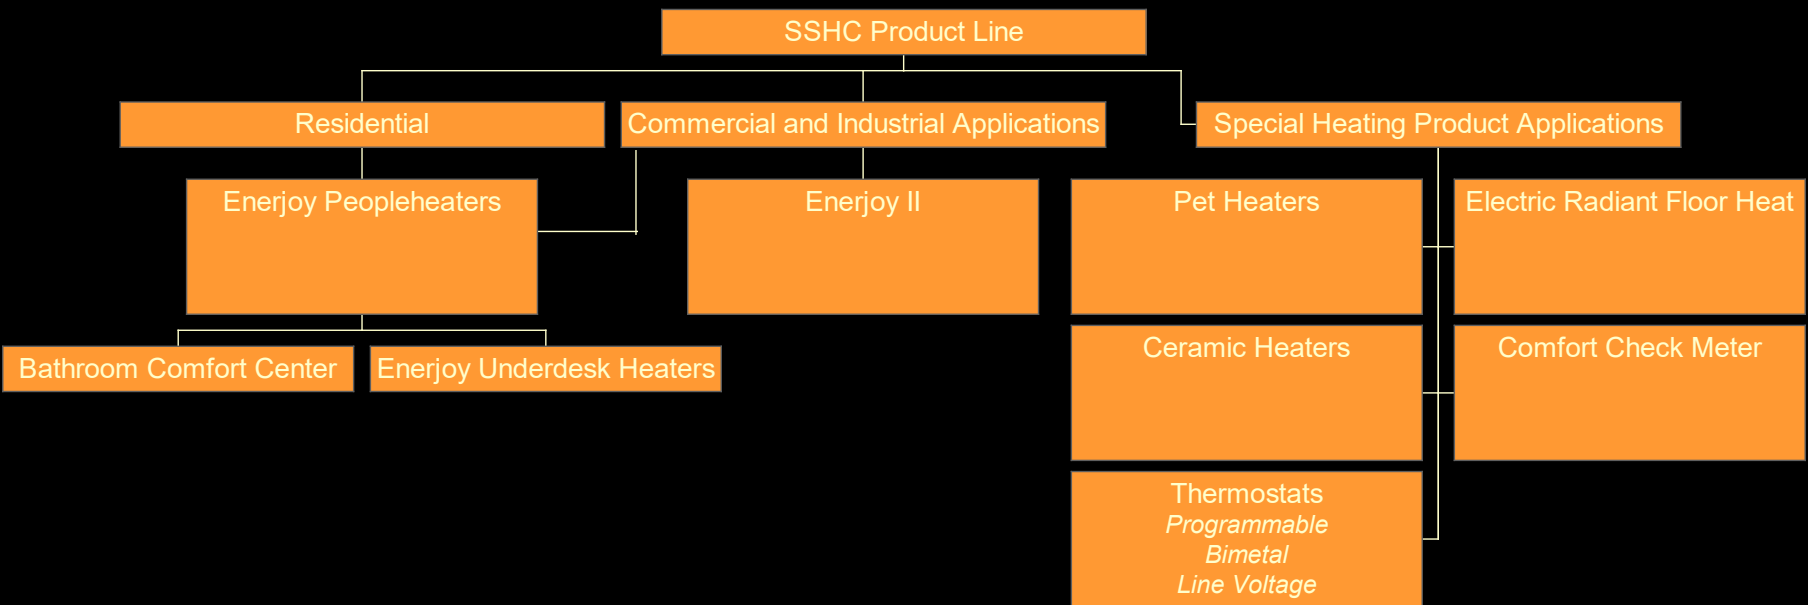 SSHC Product Line
Residential
Commercial and Industrial Applications
Special Heating Product Applications
Enerjoy Peopleheaters
Enerjoy II
Pet Heaters
Electric Radiant Floor Heat
Ceramic Heaters
Comfort Check Meter
Bathroom Comfort Center
Enerjoy Underdesk Heaters
Thermostats
Programmable
Bimetal
Line Voltage